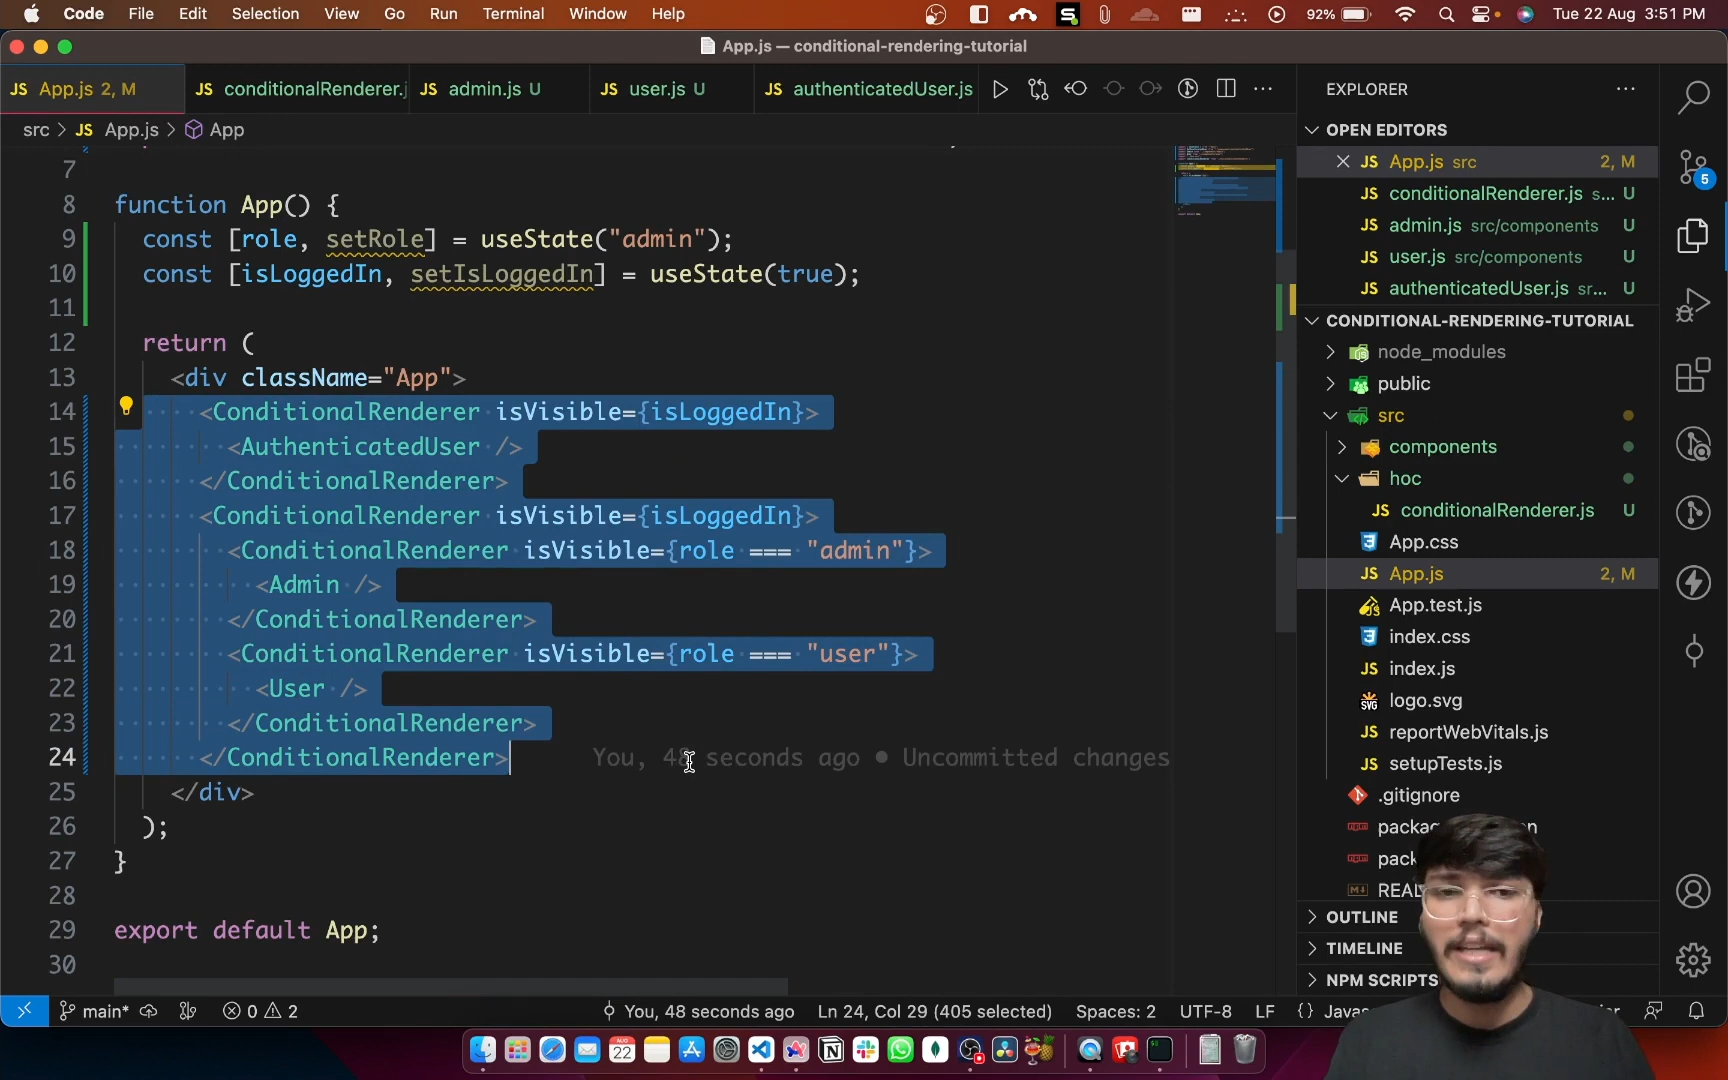 Code File Edit Selection View Go Run Terminal Window Help 92% Tue 22 Aug 3:51 PM
App.js — conditional-rendering-tutorial
JS App.js 2, M JS conditionalRenderer.j JS admin.js U JS user.js U JS authenticatedUser.js
src > JS App.js > App
7
8 function App() {
9 const [role, setRole] = useState("admin");
10 const [isLoggedIn, setIsLoggedIn] = useState(true);
11
12 return (
13 <div className="App">
14 <ConditionalRenderer isVisible={isLoggedIn}>
15 <AuthenticatedUser />
16 </ConditionalRenderer>
17 <ConditionalRenderer isVisible={isLoggedIn}>
18 <ConditionalRenderer isVisible={role === "admin"}>
19 <Admin />
20 </ConditionalRenderer>
21 <ConditionalRenderer isVisible={role === "user"}>
22 <User />
23 </ConditionalRenderer>
24 </ConditionalRenderer> You, 48 seconds ago • Uncommitted changes
25 </div>
26 );
27 }
28
29 export default App;
30
EXPLORER
OPEN EDITORS
JS App.js src 2, M
JS conditionalRenderer.js s... U
JS admin.js src/components U
JS user.js src/components U
JS authenticatedUser.js sr... U
CONDITIONAL-RENDERING-TUTORIAL
node_modules
public
src
components
hoc
JS conditionalRenderer.js U
App.css
JS App.js 2, M
App.test.js
index.css
JS index.js
logo.svg
JS reportWebVitals.js
JS setupTests.js
.gitignore
OUTLINE
TIMELINE
NPM SCRIPTS
5
main* 0 2 You, 48 seconds ago Ln 24, Col 29 (405 selected) Spaces: 2 UTF-8 LF {}
AUG
22